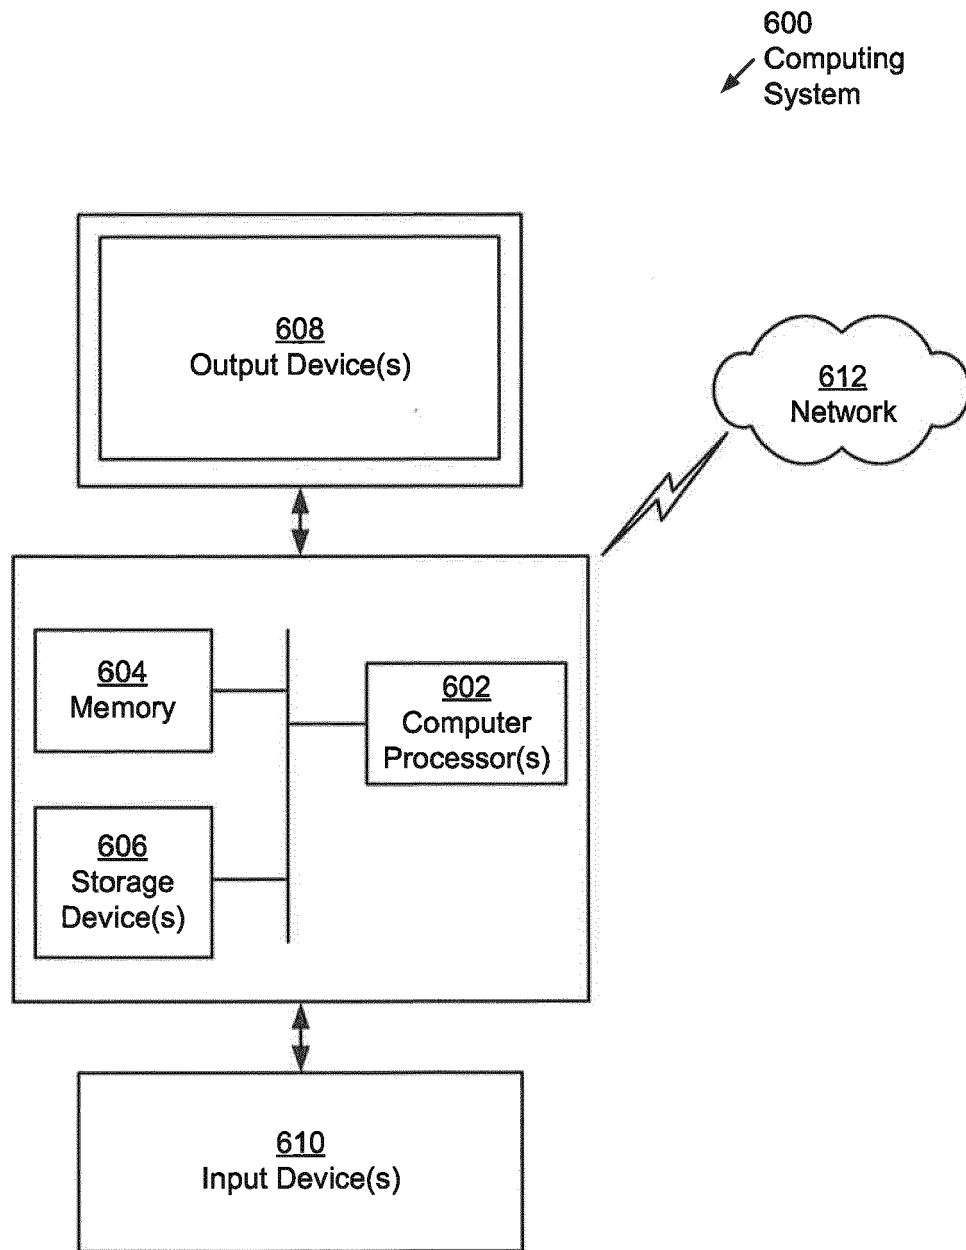 600
Computing
System
608
Output Device(s)
612
Network
604
Memory
602
Computer
Processor(s)
606
Storage
Device(s)
610
Input Device(s)